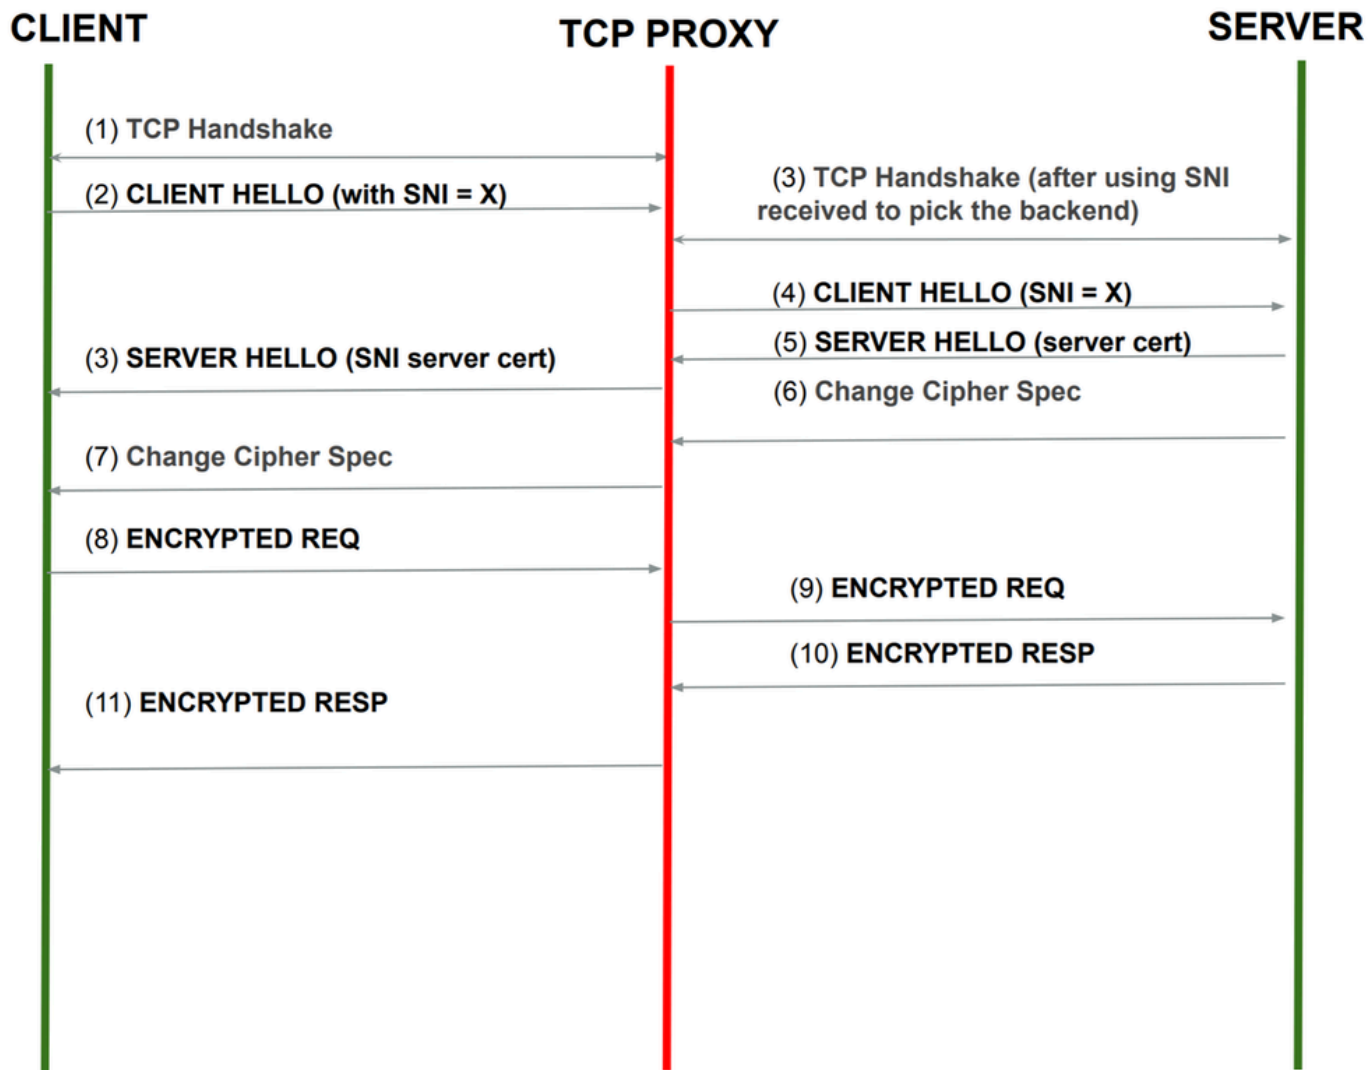 CLIENT
TCP PROXY
SERVER
(1) TCP Handshake
(2) CLIENT HELLO (with SNI = X)
(3) TCP Handshake (after using SNI
received to pick the backend)
(4) CLIENT HELLO (SNI = X)
(5) SERVER HELLO (server cert)
(3) SERVER HELLO (SNI server cert)
(6) Change Cipher Spec
(7) Change Cipher Spec
(8) ENCRYPTED REQ
(9) ENCRYPTED REQ
(10) ENCRYPTED RESP
(11) ENCRYPTED RESP